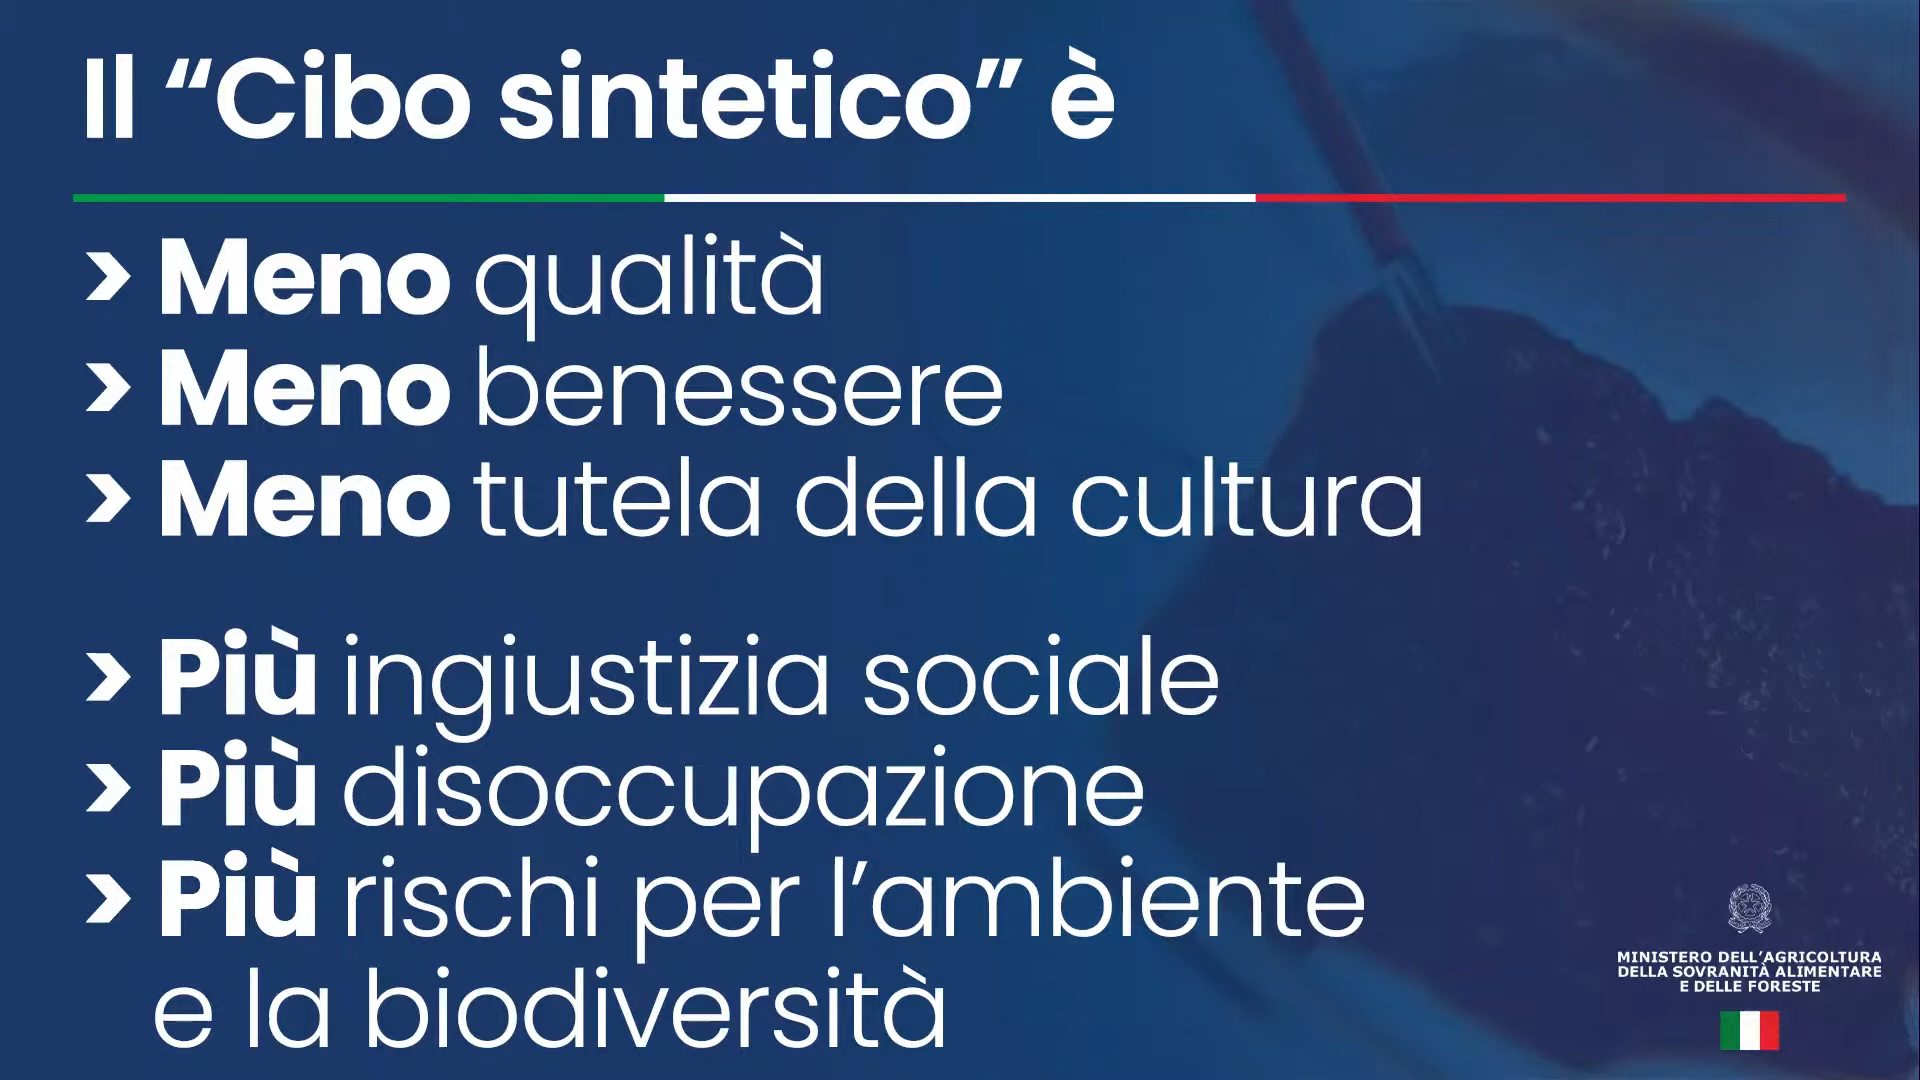 Il “Cibo sintetico” è
> Meno qualità
> Meno benessere
> Meno tutela della cultura
> Più ingiustizia sociale
> Più disoccupazione
> Più rischi per l’ambiente
e la biodiversità
MINISTERO DELL’AGRICOLTURA
DELLA SOVRANITÀ ALIMENTARE
E DELLE FORESTE